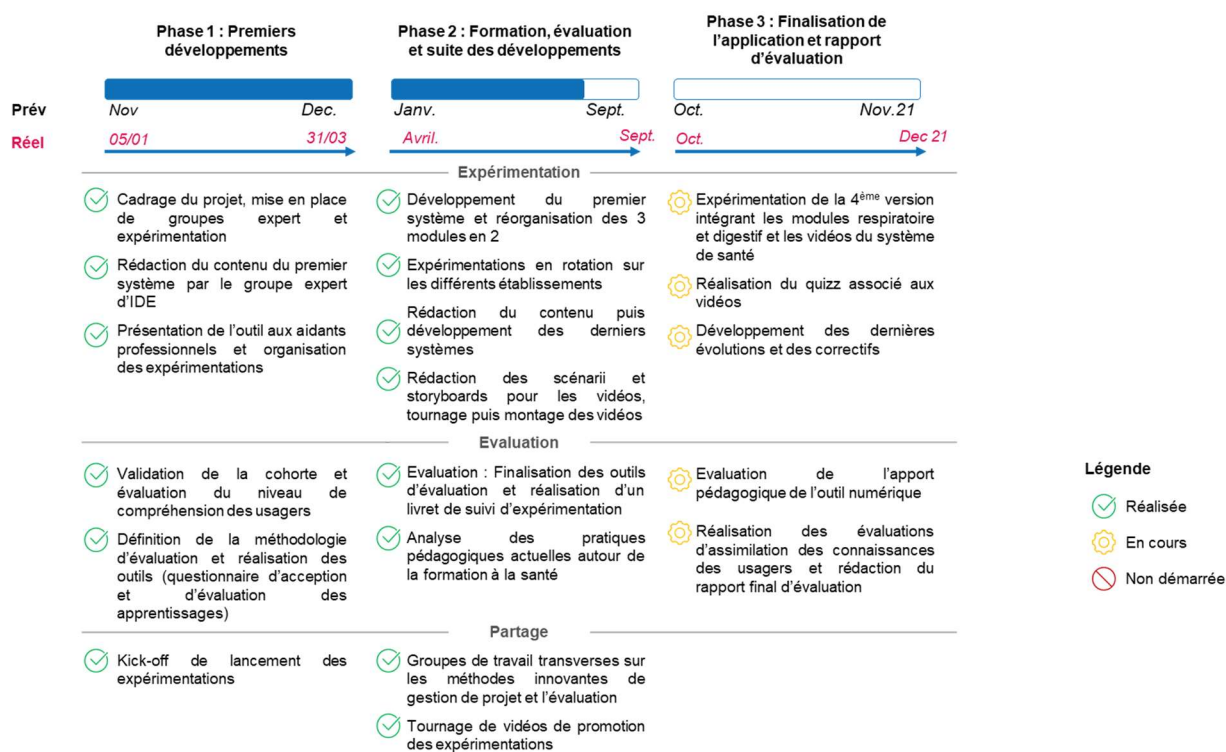 Phase 1 : Premiers
développements
Phase 2 : Formation, évaluation
et suite des développements
Phase 3 : Finalisation de
l'application et rapport
d'évaluation
Prév
Nov
Dec.
Janv.
Sept.
Oct.
Nov.21
Réel
05/01
31/03
Avril.
Sept.
Oct.
Dec 21
Expérimentation
Cadrage du projet, mise en place
de groupes expert et
expérimentation
Rédaction du contenu du premier
système par le groupe expert
d'IDE
Présentation de l'outil aux aidants
professionnels et organisation
des expérimentations
Développement du premier
système et réorganisation des 3
modules en 2
Expérimentations en rotation sur
les différents établissements
Rédaction du contenu puis
développement des derniers
systèmes
Rédaction des scénarii et
storyboards pour les vidéos,
tournage puis montage des vidéos
Expérimentation de la 4ème version
intégrant les modules respiratoire
et digestif et les vidéos du système
de santé
Réalisation du quizz associé aux
vidéos
Développement des dernières
évolutions et des correctifs
Evaluation
Validation de la cohorte et
évaluation du niveau de
compréhension des usagers
Définition de la méthodologie
d'évaluation et réalisation des
outils (questionnaire d'acception
et d'évaluation des
apprentissages)
Evaluation : Finalisation des outils
d'évaluation et réalisation d'un
livret de suivi d'expérimentation
Analyse des pratiques
pédagogiques actuelles autour de
la formation à la santé
Evaluation de l'apport
pédagogique de l'outil numérique
Réalisation des évaluations
d'assimilation des connaissances
des usagers et rédaction du
rapport final d'évaluation
Partage
Kick-off de lancement des
expérimentations
Groupes de travail transverses sur
les méthodes innovantes de
gestion de projet et l'évaluation
Tournage de vidéos de promotion
des expérimentations
Légende
Réalisée
En cours
Non démarrée